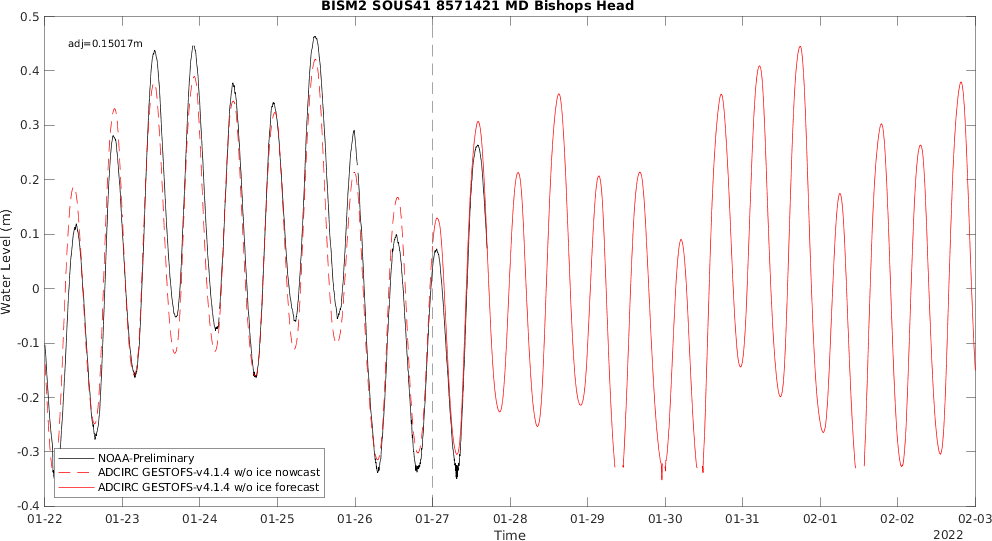 BISM2 SOUS41 8571421 MD Bishops Head
adj=0.15017m
0.5
0.4
0.3
0.2
0.1
0
-0.1
-0.2
-0.3
-0.4
Water Level (m)
NOAA-Preliminary
ADCIRC GESTOFS-v4.1.4 w/o ice nowcast
ADCIRC GESTOFS-v4.1.4 w/o ice forecast
01-22 01-23 01-24 01-25 01-26 01-27 01-28 01-29 01-30 01-31 02-01 02-02 02-03
Time
2022